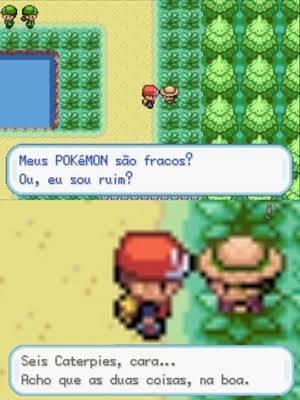 Meus POKéMON são fracos?
Ou, eu sou ruim?
Seis Caterpies, cara...
Acho que as duas coisas, na boa.